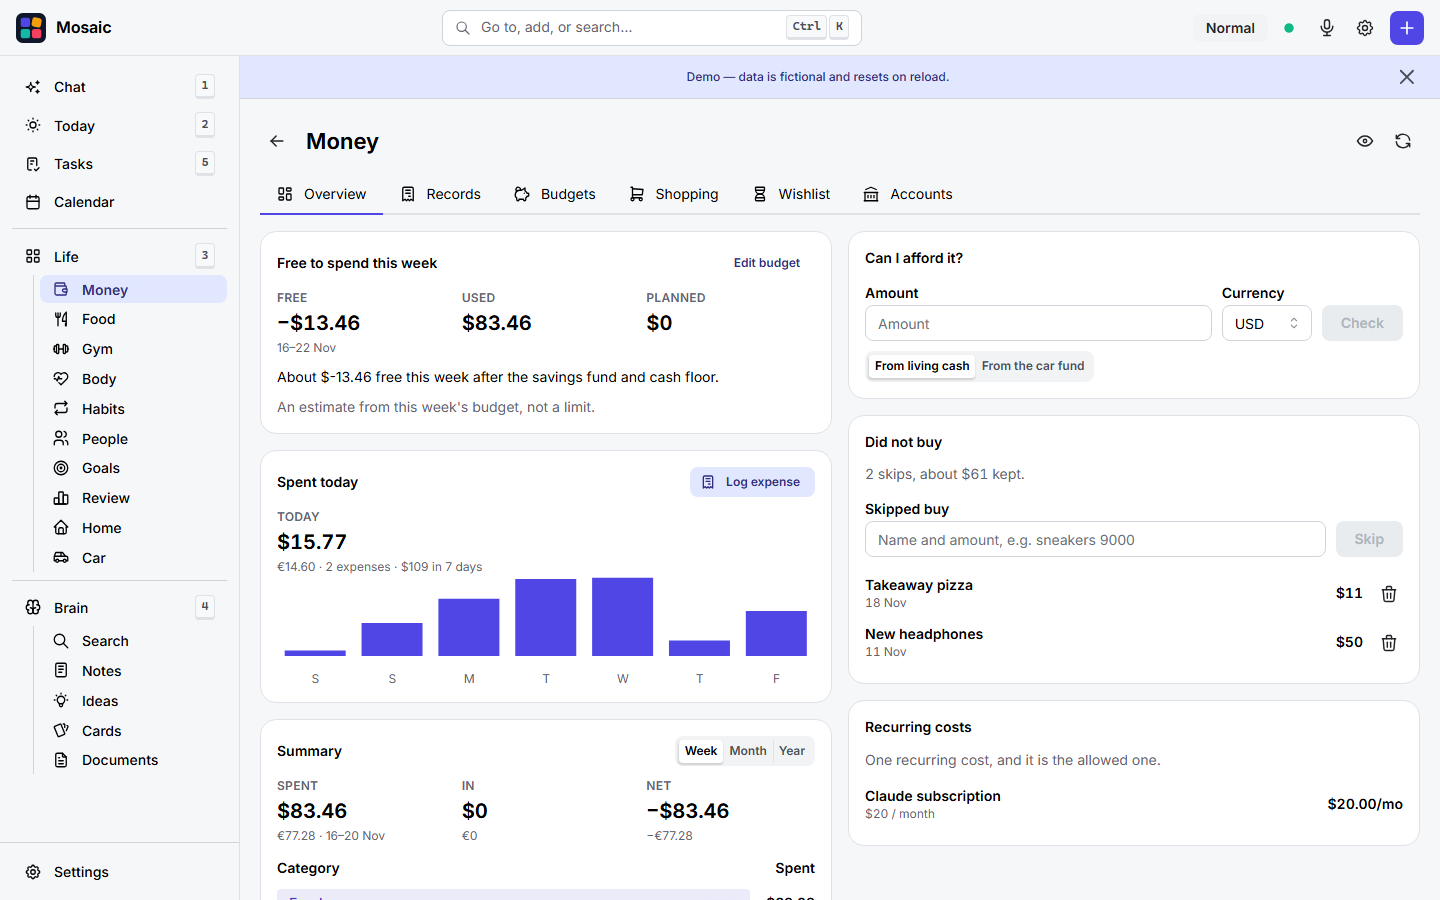 Mosaic
Go to, add, or search...
Ctrl K
Normal
Chat 1
Today 2
Tasks 5
Calendar
Life 3
Money
Food
Gym
Body
Habits
People
Goals
Review
Home
Car
Brain 4
Search
Notes
Ideas
Cards
Documents
Settings
Demo — data is fictional and resets on reload.
Money
Overview
Records
Budgets
Shopping
Wishlist
Accounts
Free to spend this week
Edit budget
FREE
USED
PLANNED
−$13.46
$83.46
$0
16–22 Nov
About $-13.46 free this week after the savings fund and cash floor.
An estimate from this week's budget, not a limit.
Spent today
Log expense
TODAY
$15.77
€14.60 · 2 expenses · $109 in 7 days
S S M T W T F
Summary
Week Month Year
SPENT
IN
NET
$83.46
$0
−$83.46
€77.28 · 16–20 Nov
€0
−€77.28
Category
Spent
Can I afford it?
Amount
Currency
Amount
USD
Check
From living cash
From the car fund
Did not buy
2 skips, about $61 kept.
Skipped buy
Name and amount, e.g. sneakers 9000
Skip
Takeaway pizza
$11
18 Nov
New headphones
$50
11 Nov
Recurring costs
One recurring cost, and it is the allowed one.
Claude subscription
$20.00/mo
$20 / month